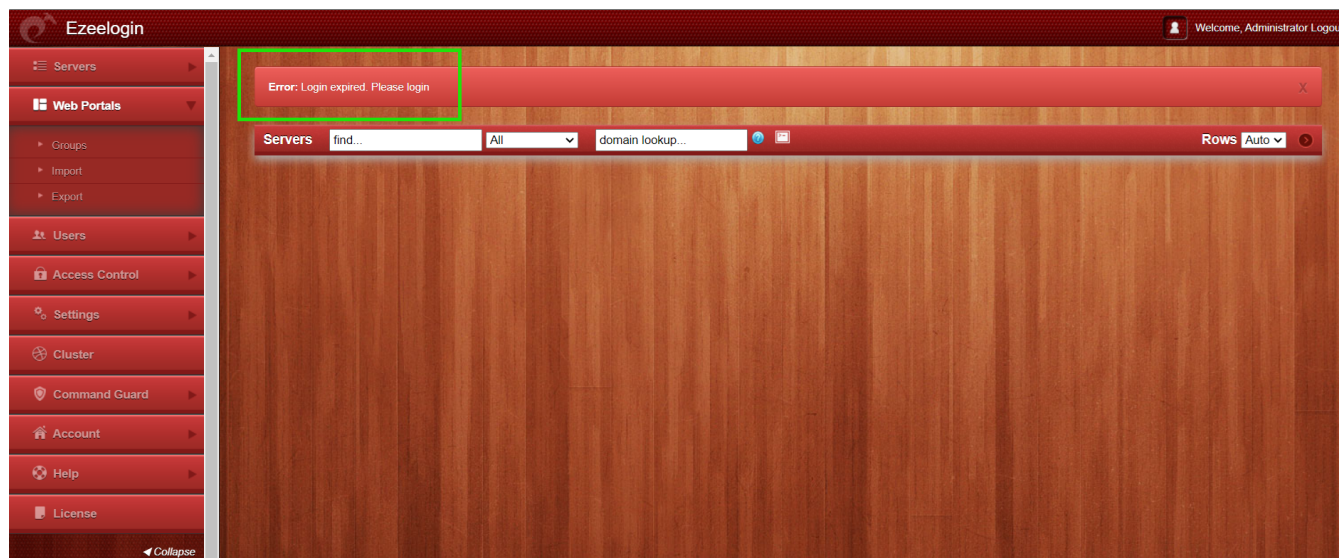 Ezeelogin
Welcome, Administrator Logou
Servers
Web Portals
Groups
Import
Export
Users
Access Control
Settings
Cluster
Command Guard
Account
Help
License
Collapse
Error: Login expired. Please login
X
Servers find... All domain lookup... Rows Auto